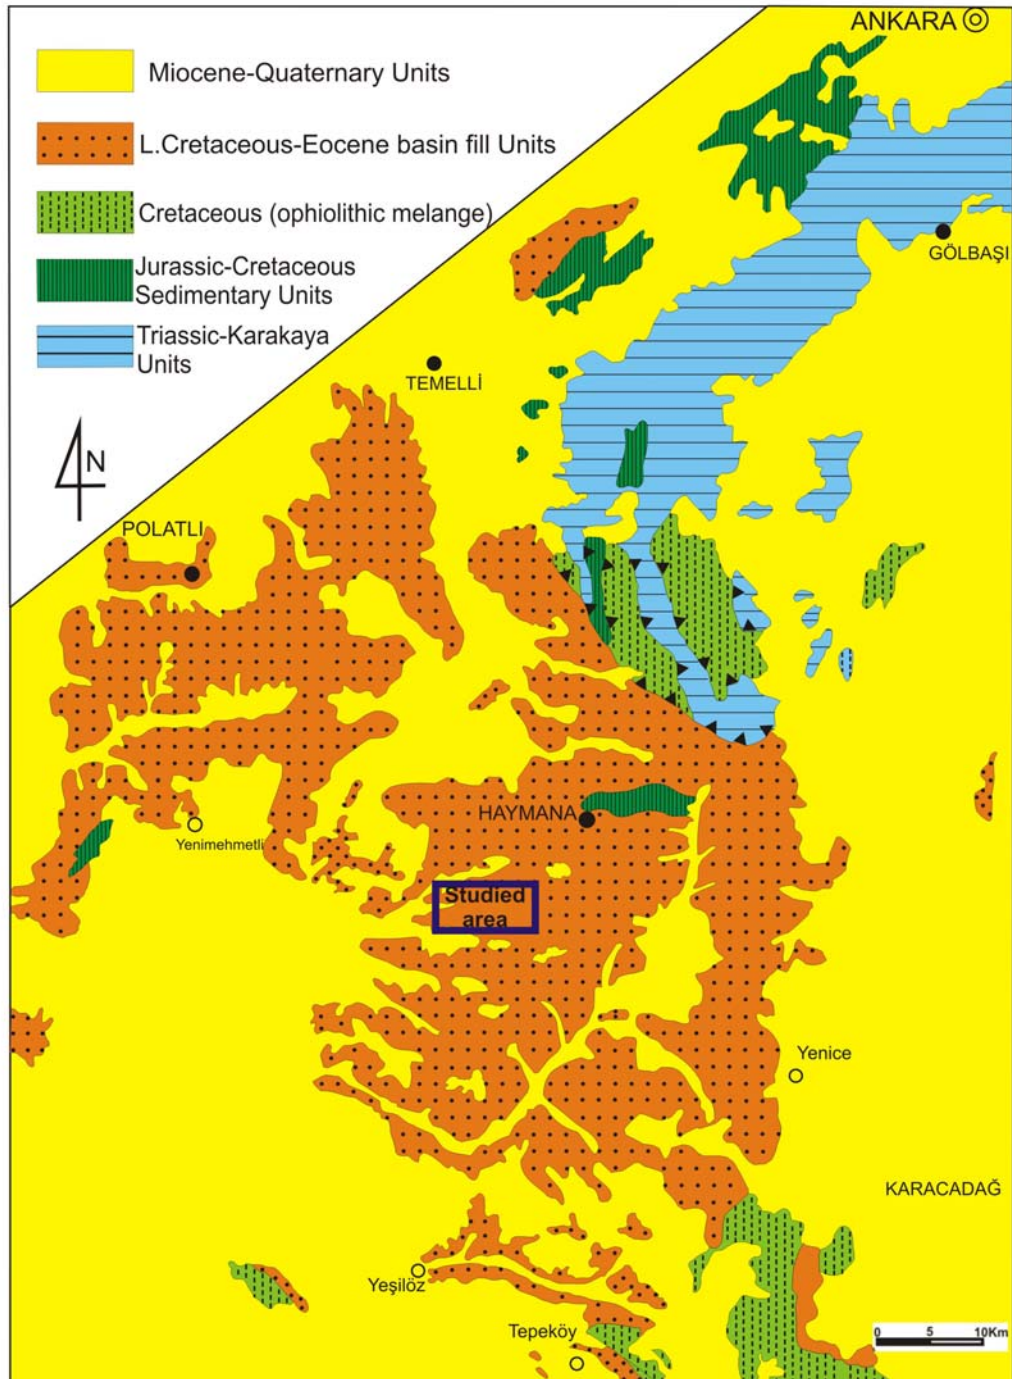 ANKARA
Miocene-Quaternary Units
L.Cretaceous-Eocene basin fill Units
Cretaceous (ophiolithic melange)
Jurassic-Cretaceous
Sedimentary Units
Triassic-Karakaya
Units
GÖLBAŞI
TEMELLİ
N
POLATLI
HAYMANA
Yenimehmetli
Studied
area
Yenice
KARACADAĞ
Yeşilöz
Tepeköy
0 5 10Km